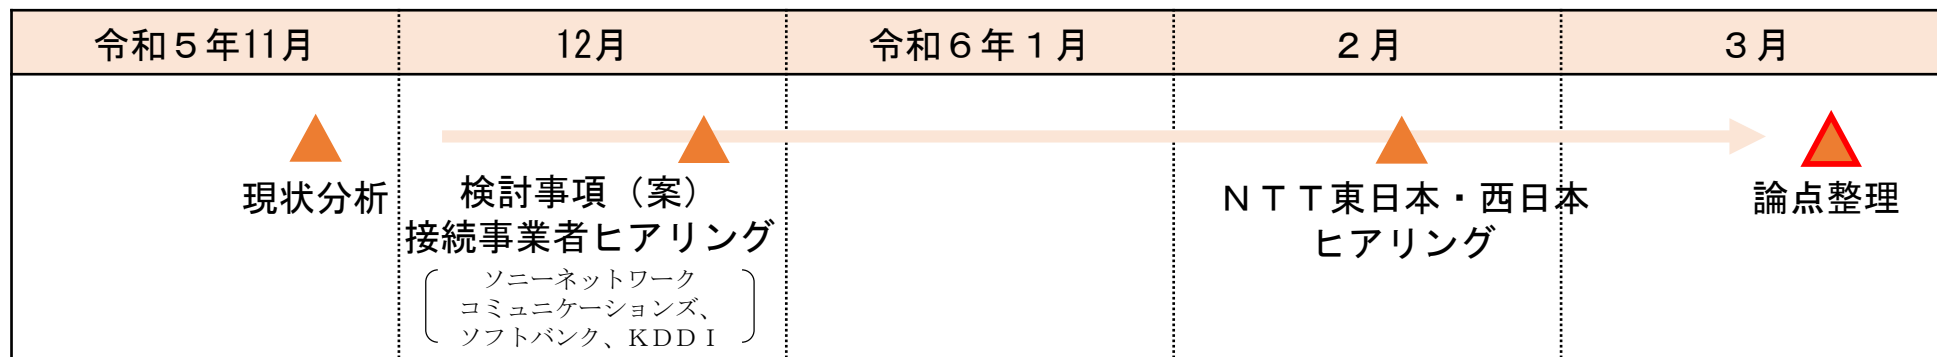 令和５年11月
12月
令和６年１月
２月
３月
現状分析
検討事項（案）
接続事業者ヒアリング
ソニーネットワーク
コミュニケーションズ、
ソフトバンク、ＫＤＤＩ
ＮＴＴ東日本・西日本
ヒアリング
論点整理